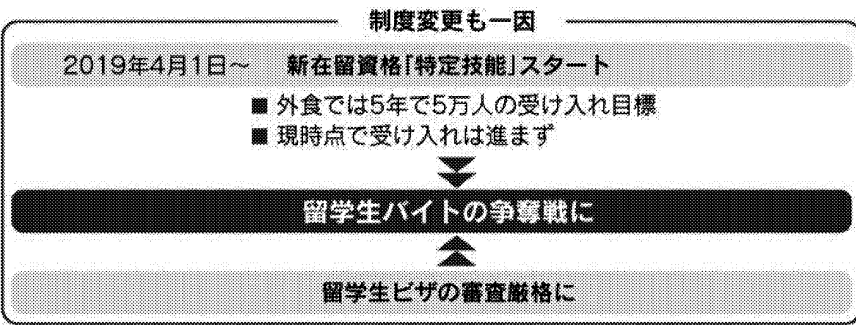 制度変更も一因
2019年4月1日～ 新在留資格「特定技能」スタート
■ 外食では5年で5万人の受け入れ目標
■ 現時点で受け入れは進まず
留学生バイトの争奪戦に
留学生ビザの審査厳格に